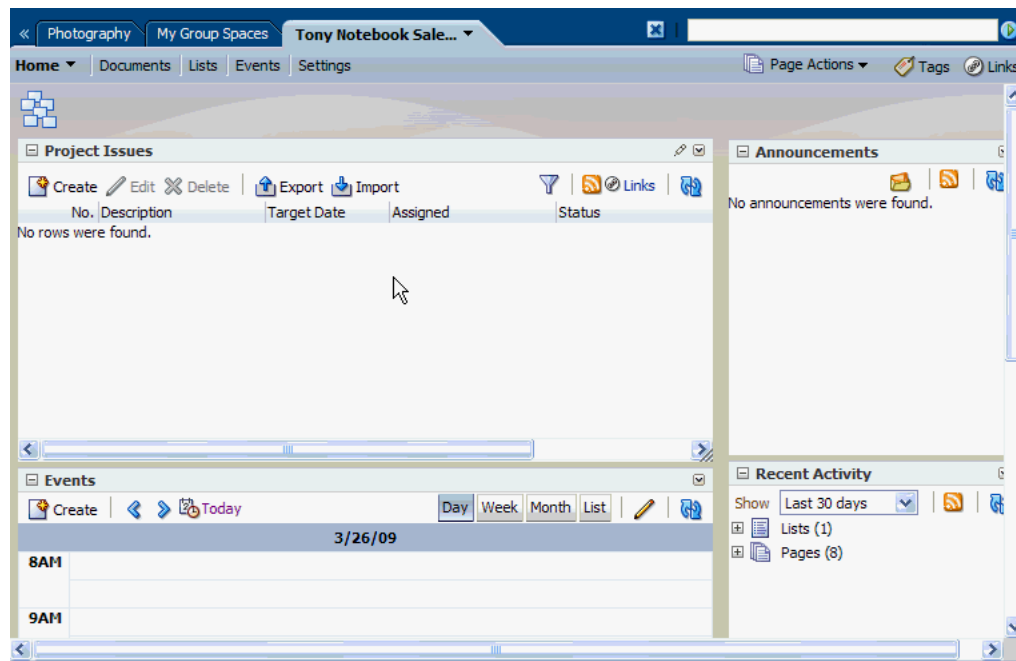 « Photography My Group Spaces Tony Notebook Sale...
Home Documents Lists Events Settings Page Actions Tags Links
Project Issues
Create Edit Delete Export Import Links
No. Description Target Date Assigned Status
No rows were found.
Announcements
No announcements were found.
Events
Create Today Day Week Month List
3/26/09
8AM
9AM
Recent Activity
Show Last 30 days
Lists (1)
Pages (8)